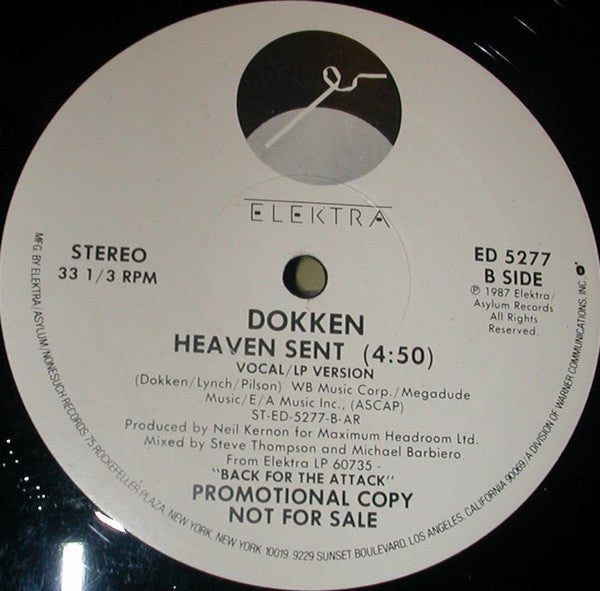 ELEKTRA
STEREO
33 1/3 RPM
ED 5277
B SIDE
℗ 1987 Elektra/
Asylum Records
All Rights
Reserved.
DOKKEN
HEAVEN SENT (4:50)
VOCAL/LP VERSION
(Dokken/Lynch/Pilson) WB Music Corp./Megadude
Music/E/A Music Inc., (ASCAP)
ST-ED-5277-B-AR
Produced by Neil Kernon for Maximum Headroom Ltd.
Mixed by Steve Thompson and Michael Barbiero
From Elektra LP 60735 -
"BACK FOR THE ATTACK"
PROMOTIONAL COPY
NOT FOR SALE
MFG. BY ELEKTRA/ASYLUM/NONESUCH RECORDS 75 ROCKEFELLER PLAZA, NEW YORK, NEW YORK 10019. 9229 SUNSET BOULEVARD, LOS ANGELES, CALIFORNIA 90069. A DIVISION OF WARNER COMMUNICATIONS. INC